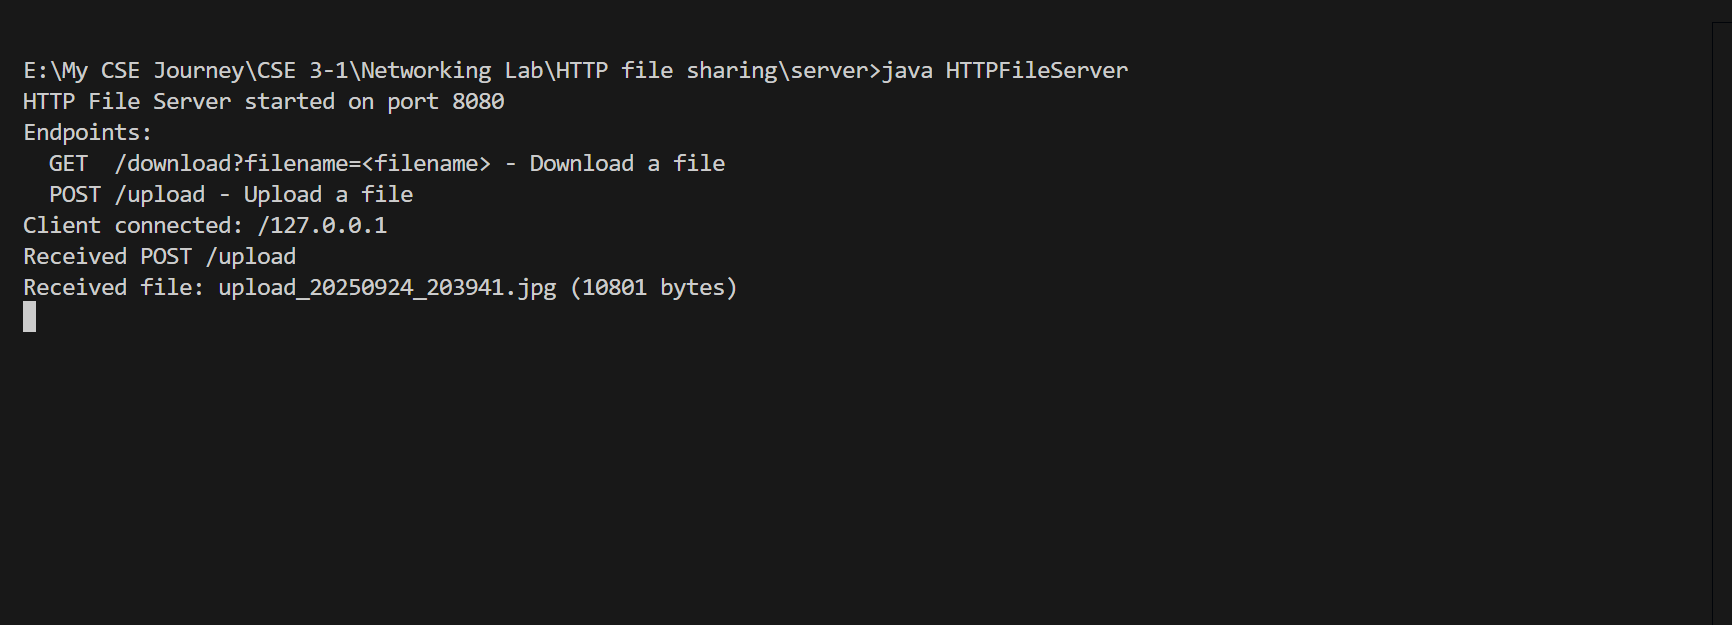 E:\My CSE Journey\CSE 3-1\Networking Lab\HTTP file sharing\server>java HTTPFileServer
HTTP File Server started on port 8080
Endpoints:
  GET  /download?filename=<filename> - Download a file
  POST /upload - Upload a file
Client connected: /127.0.0.1
Received POST /upload
Received file: upload_20250924_203941.jpg (10801 bytes)